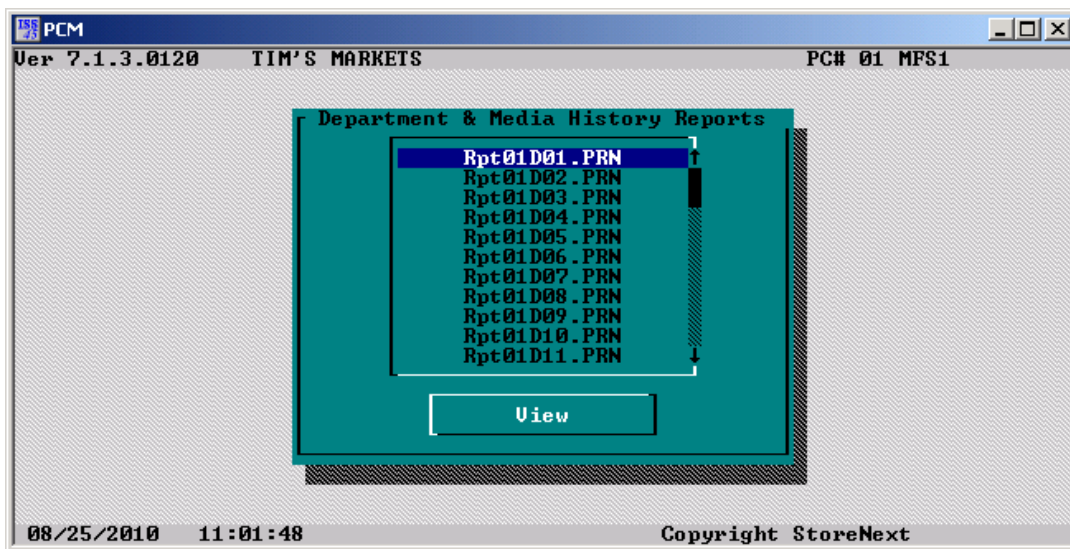 ISS 45 PCM
Ver 7.1.3.0120 TIM'S MARKETS PC# 01 MFS1
Department & Media History Reports
Rpt01D01.PRN
Rpt01D02.PRN
Rpt01D03.PRN
Rpt01D04.PRN
Rpt01D05.PRN
Rpt01D06.PRN
Rpt01D07.PRN
Rpt01D08.PRN
Rpt01D09.PRN
Rpt01D10.PRN
Rpt01D11.PRN
View
08/25/2010 11:01:48 Copyright StoreNext